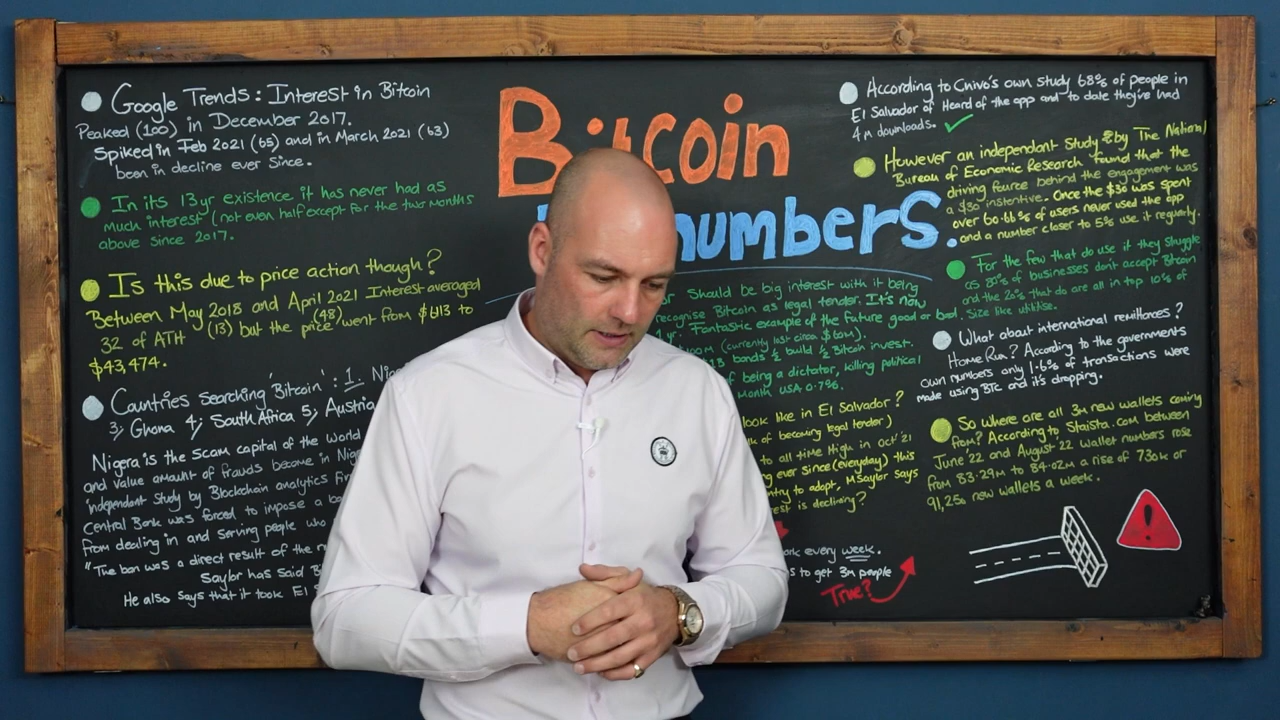 Google Trends: Interest in Bitcoin
Peaked (100) in December 2017.
Spiked in Feb 2021 (65) and in March 2021 (63)
been in decline ever since.
In its 13yr existence it has never had as
much interest (not even half except for the two months
above since 2017.
Is this due to price action though?
Between May 2018 and April 2021 Interest averaged
(48)
32 of ATH (13) but the price went from $6113 to
$43,474.
Countries searching 'Bitcoin': 1,
3, Ghana 4, South Africa 5, Austria
Nigera is the scam capital of the World
and value amount of frauds become in
independent study by Blockchain analytics
Central Bank was forced to impose a
from dealing in and serving people who
"The ban was a direct result of the
Saylor has said
He also says that it took El
Bitcoin
numbers.
Should be big interest with it being
recognise Bitcoin as legal tender. It's now
Fantastic example of the future good or bad.
(currently lost circa $60m).
bonds ½ build ½ Bitcoin invest.
being a dictator, killing political
Month USA 0.7%.
look like in El Salvador?
of becoming legal tender)
to all time High in Oct '21
ever since (everyday) this
to adopt, M Saylor says
is declining?
every week.
to get 3m people
True?
According to Chivo's own study 68% of people in
El Salvador of Heard of the app and to date they've had
4m downloads.
However an independent Study by The National
Bureau of Economic Research found that the
driving fource behind the engagement was
a $30 instentive. Once the $30 was spent
over 60.66% of users never used the app
and a number closer to 5% use it regurly.
For the few that do use it they struggle
as 80% of businesses don't accept Bitcoin
and the 20% that do are all in top 10% of
Size like utilise.
What about international remittences?
Home Run? According to the governments
own numbers only 1.6% of transactions were
made using BTC and it's dropping.
So where are all 3m new wallets coming
from? According to Staista.com between
June '22 and August '22 Wallet numbers rose
from 83.29m to 84.02m a rise of 730k or
91,250 new wallets a week.